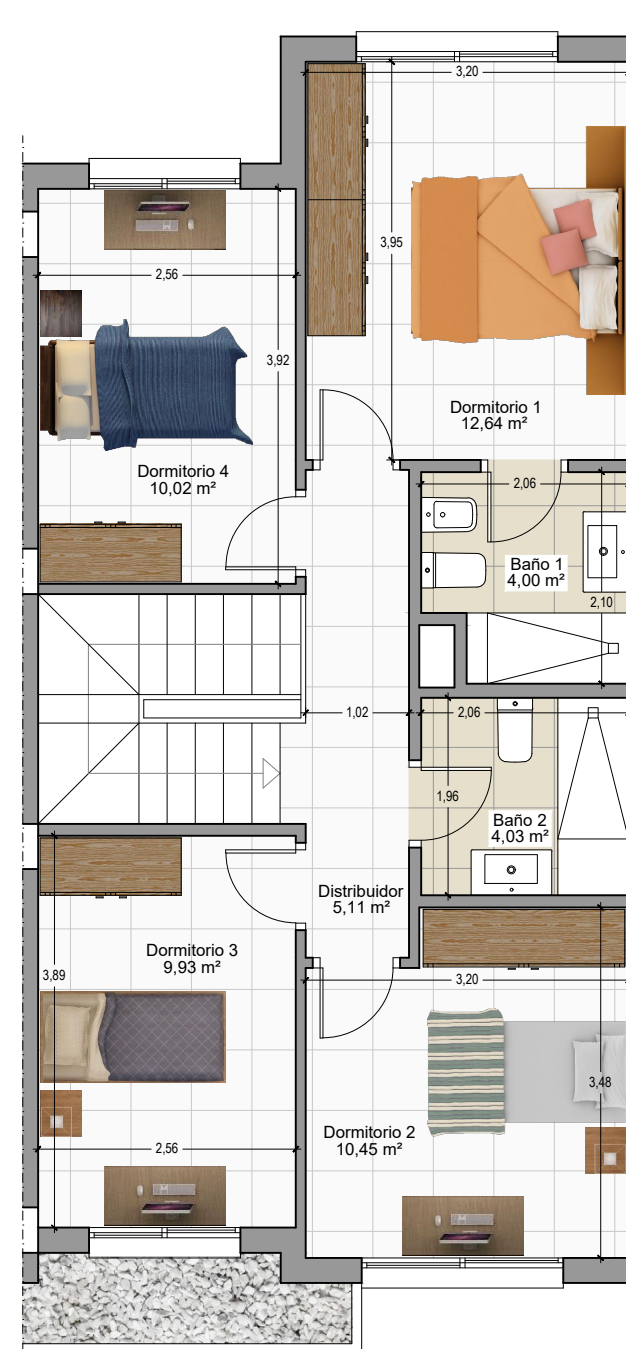 3,20
3,95
2,56
3,92
Dormitorio 1
12,64 m²
Dormitorio 4
10,02 m²
2,06
Baño 1
4,00 m²
2,10
1,02
2,06
1,96
Baño 2
4,03 m²
Distribuidor
5,11 m²
Dormitorio 3
9,93 m²
3,89
3,20
3,48
Dormitorio 2
10,45 m²
2,56